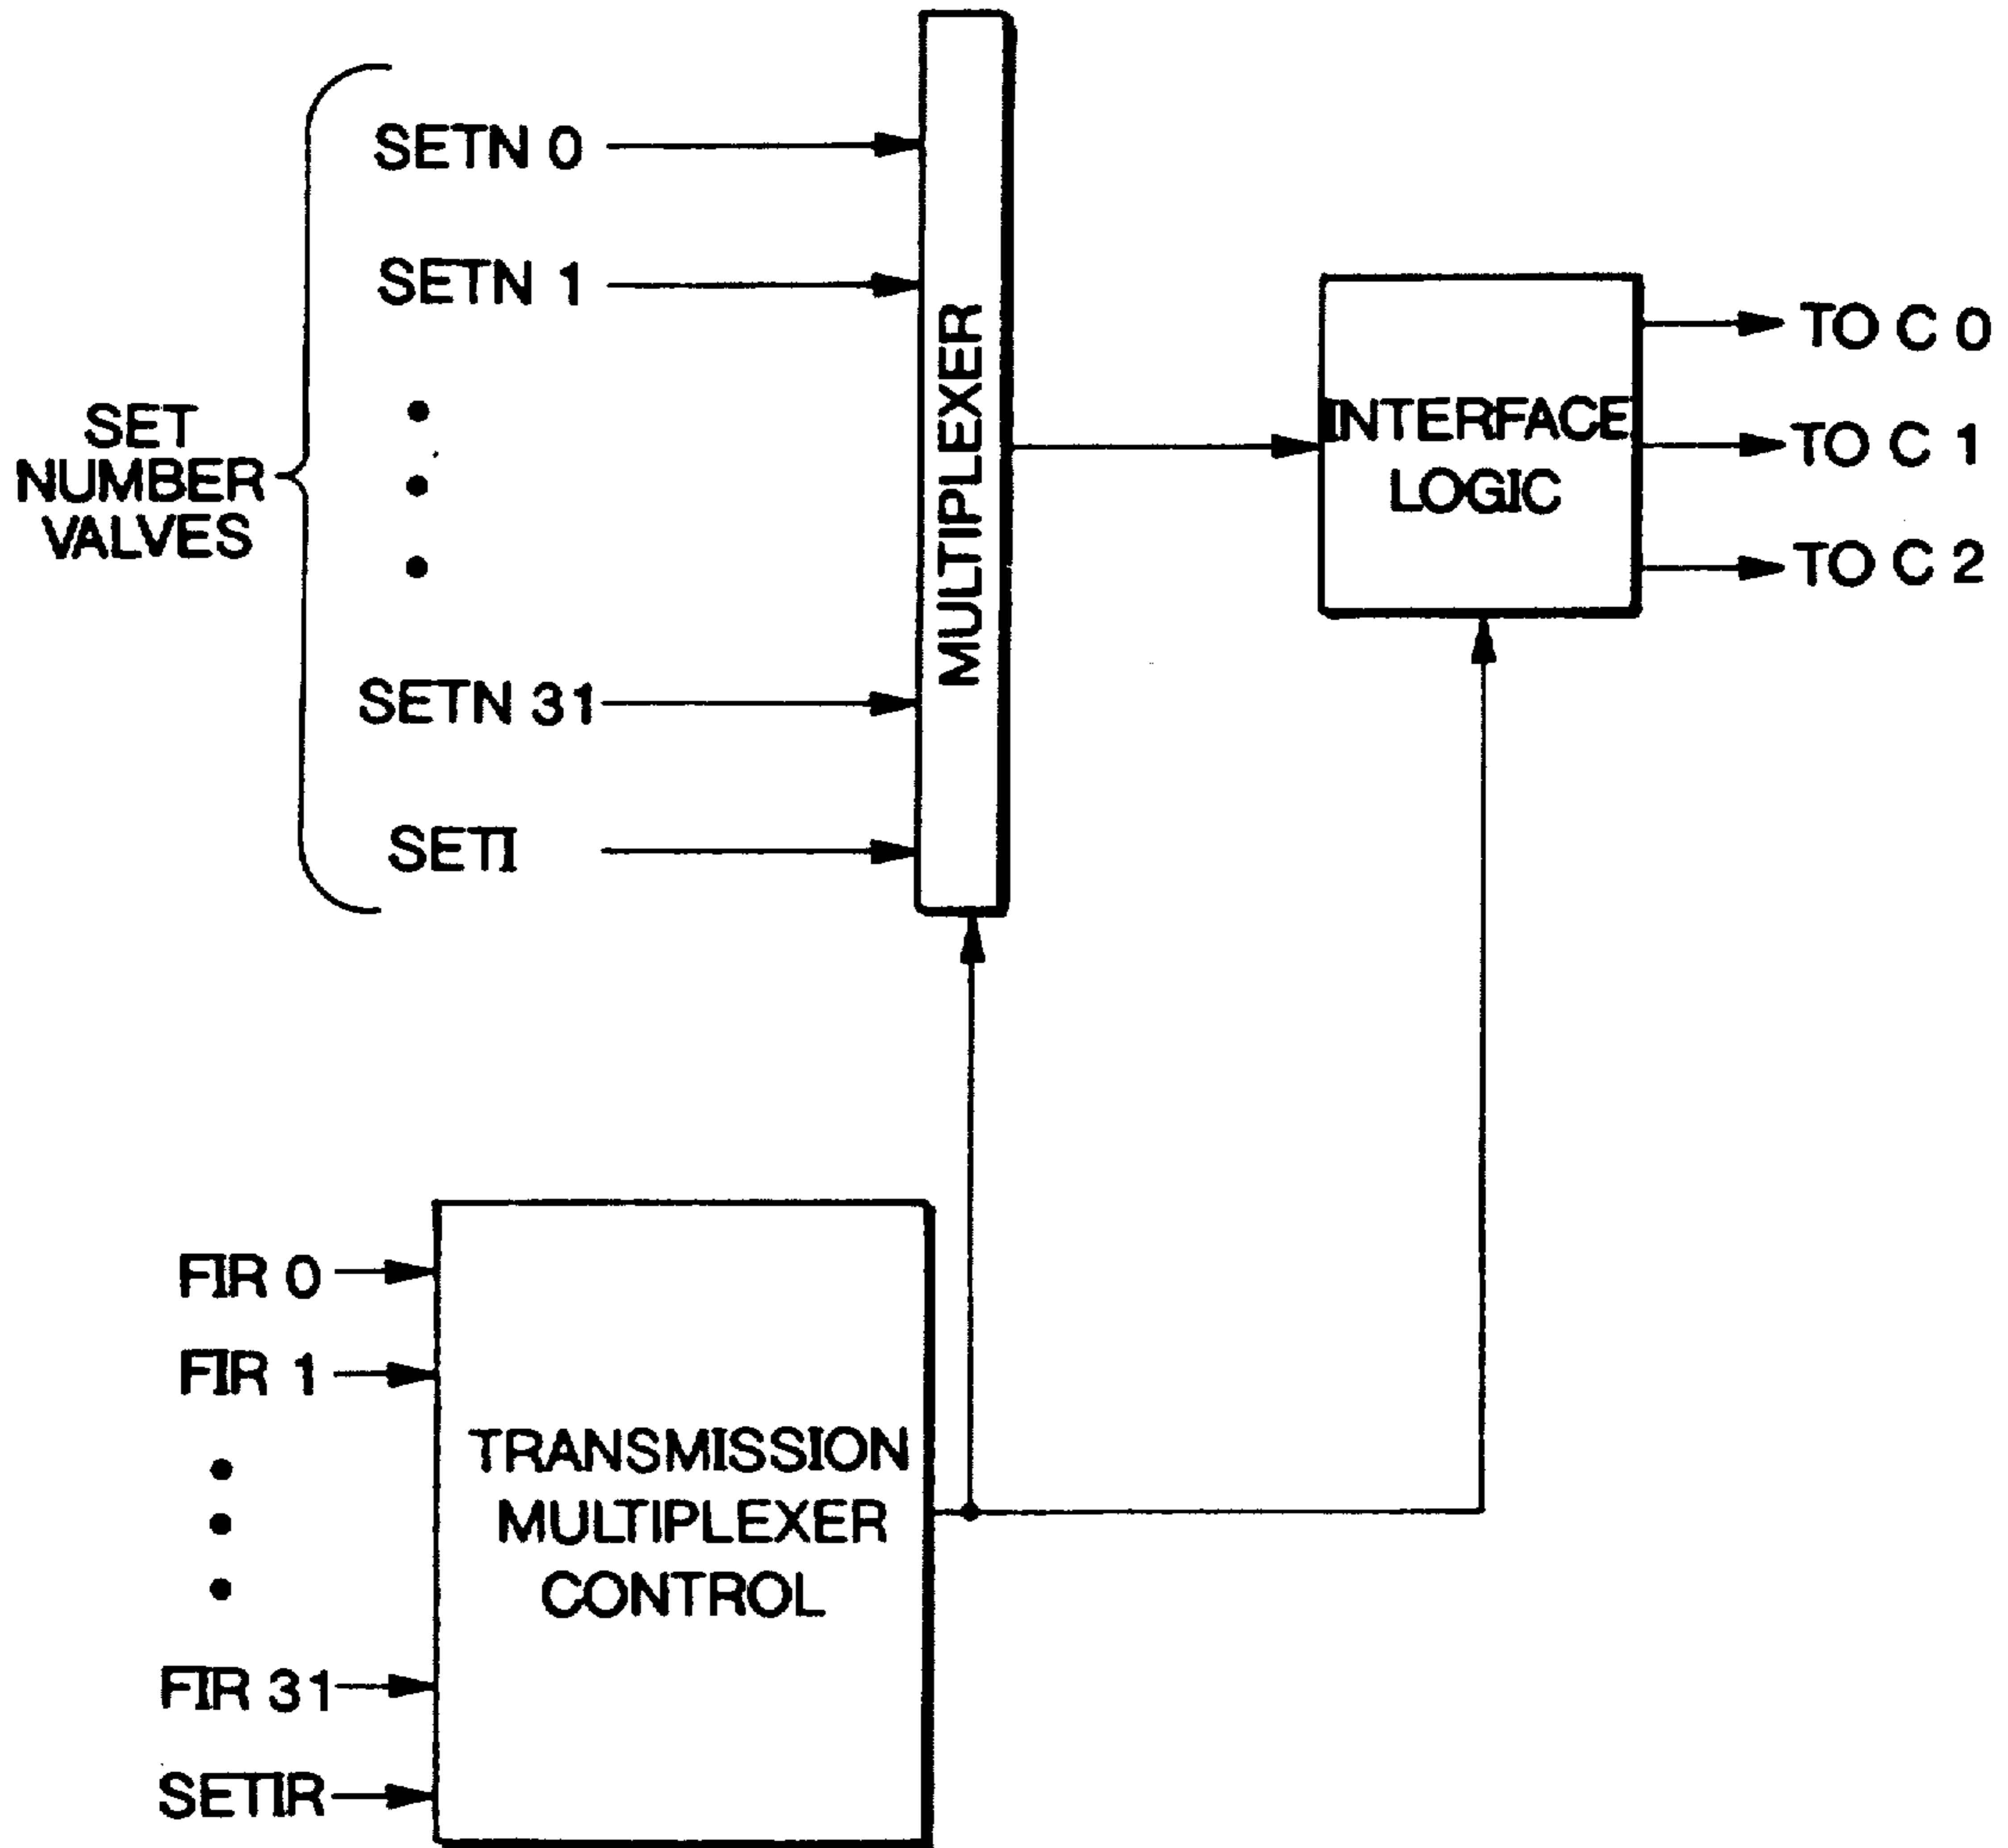 SETN 0
SETN 1
SET
NUMBER
VALVES
SETN 31
SETI
MULTIPLEXER
INTERFACE
LOGIC
TO C 0
TO C 1
TO C 2
FIR 0
FIR 1
FIR 31
SETIR
TRANSMISSION
MULTIPLEXER
CONTROL